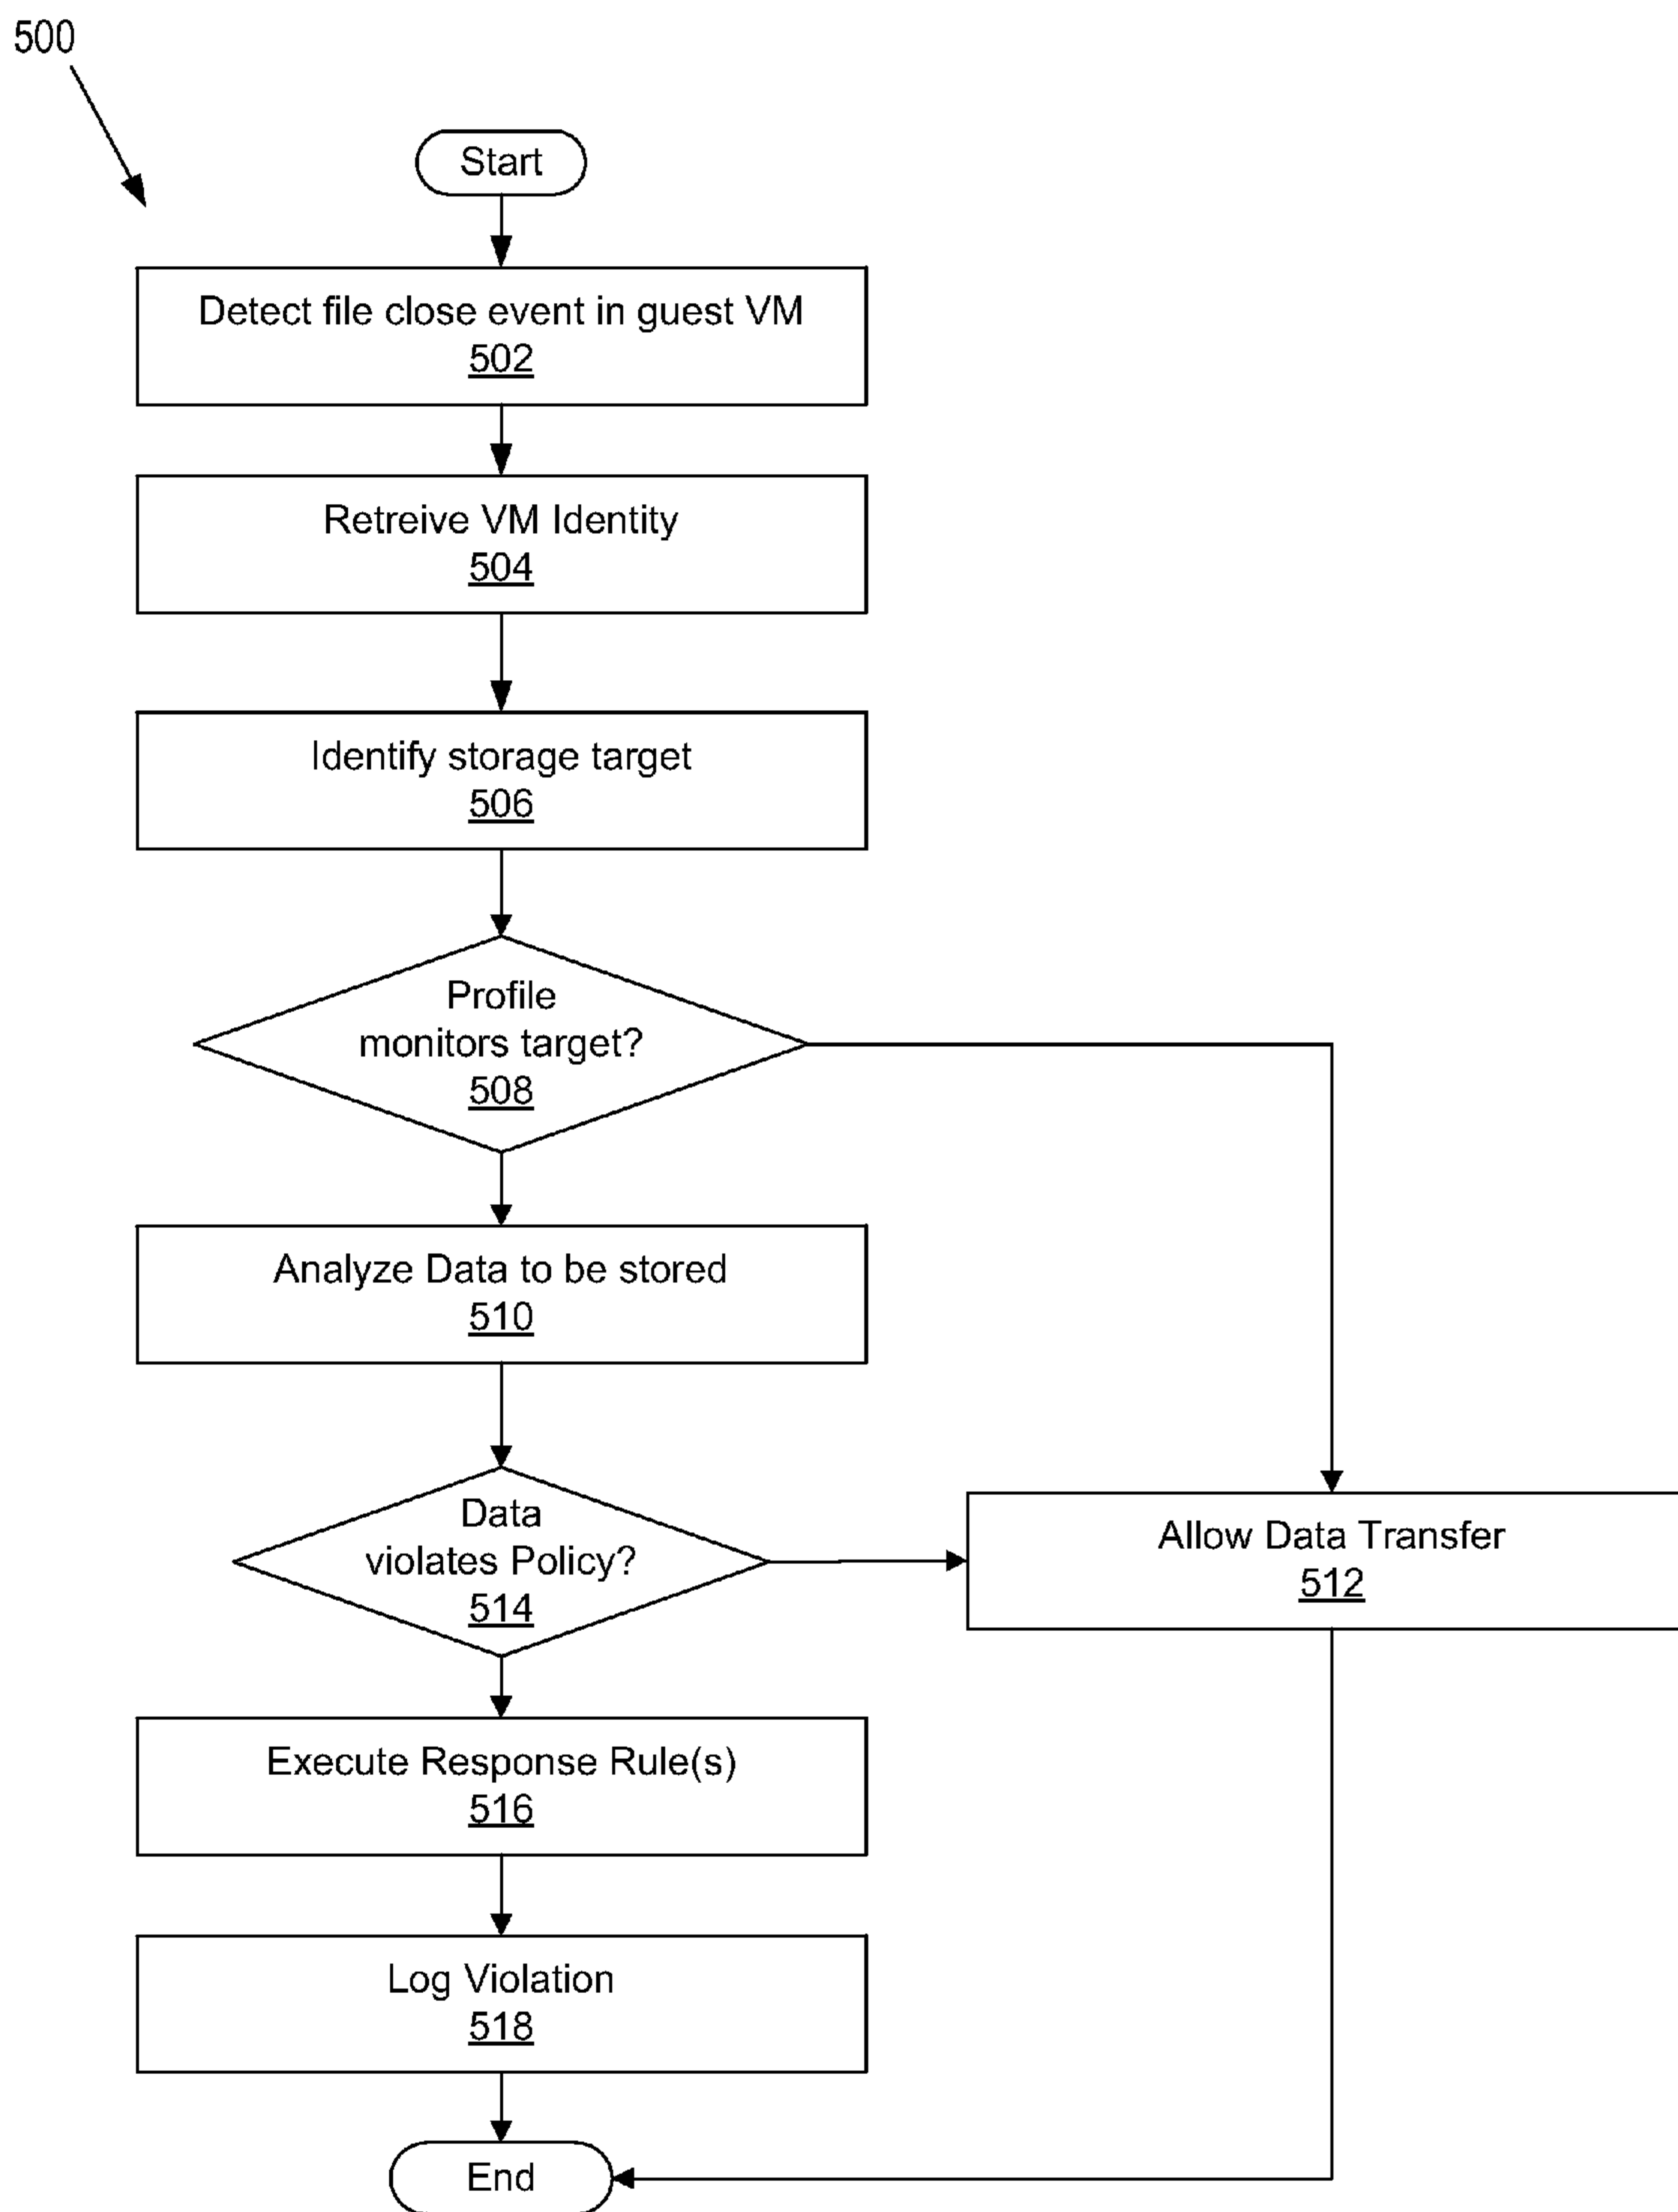 500
Start
Detect file close event in guest VM
502
Retreive VM Identity
504
Identify storage target
506
Profile
monitors target?
508
Analyze Data to be stored
510
Data
violates Policy?
514
Allow Data Transfer
512
Execute Response Rule(s)
516
Log Violation
518
End